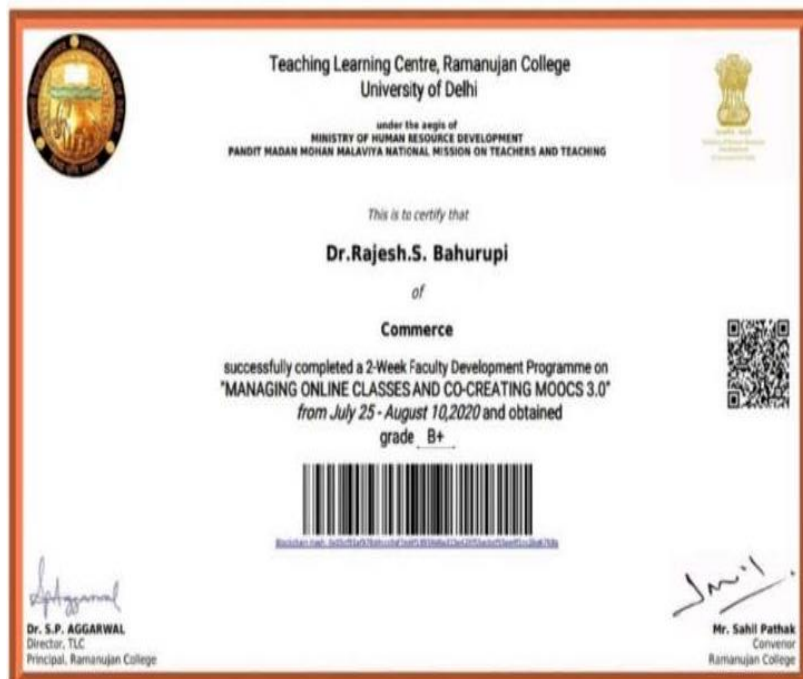 Teaching Learning Centre, Ramanujan College
University of Delhi
under the aegis of
MINISTRY OF HUMAN RESOURCE DEVELOPMENT
PANDIT MADAN MOHAN MALAVIYA NATIONAL MISSION ON TEACHERS AND TEACHING
This is to certify that
Dr.Rajesh.S. Bahurupi
of
Commerce
successfully completed a 2-Week Faculty Development Programme on
"MANAGING ONLINE CLASSES AND CO-CREATING MOOCS 3.0"
from July 25 - August 10,2020 and obtained
grade B+
SpAggarwal
Dr. S.P. AGGARWAL
Director, TLC
Principal, Ramanujan College
Mr. Sahil Pathak
Convenor
Ramanujan College